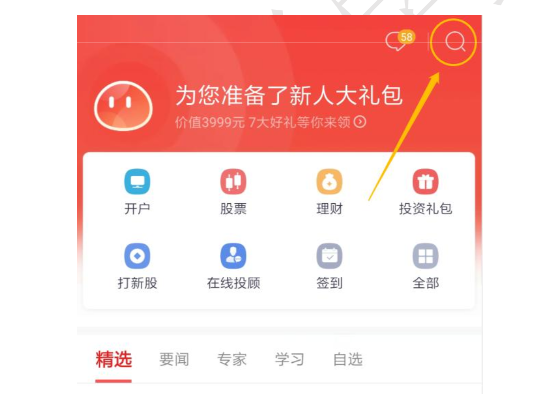 58
为您准备了新人大礼包
价值3999元 7大好礼等你来领
开户 股票 理财 投资礼包
打新股 在线投顾 签到 全部
精选 要闻 专家 学习 自选